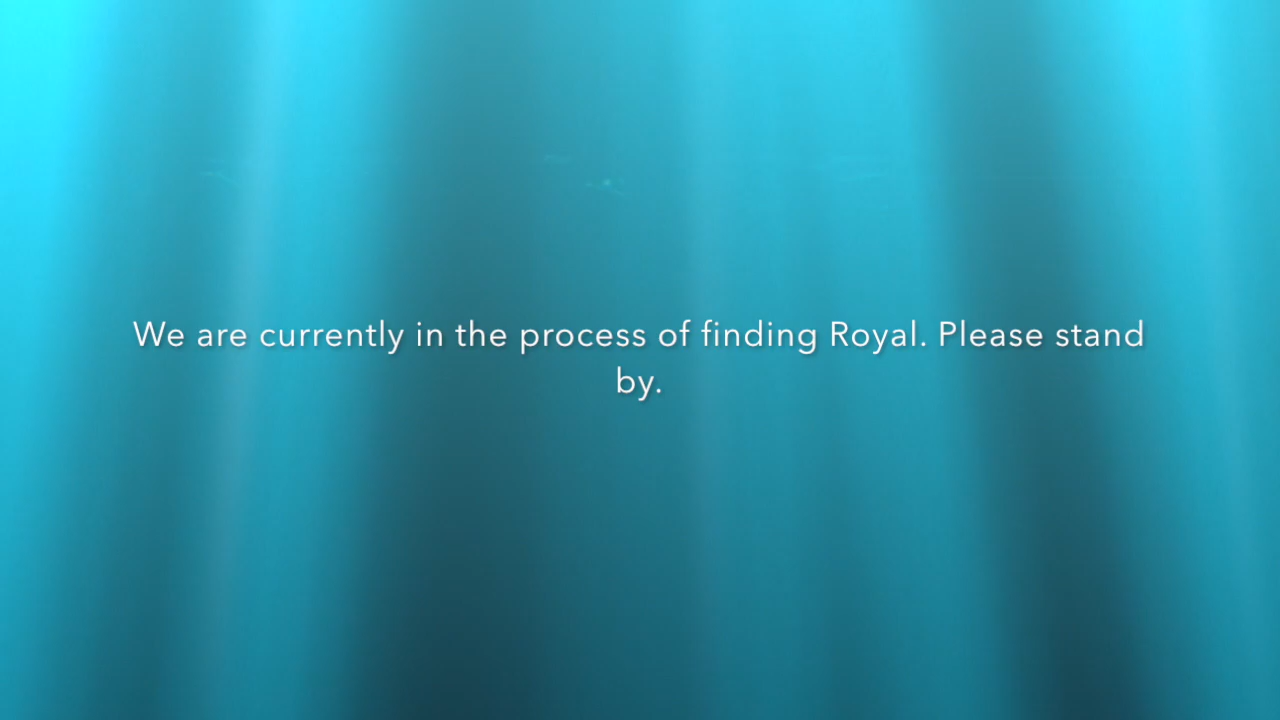 We are currently in the process of finding Royal. Please stand
by.